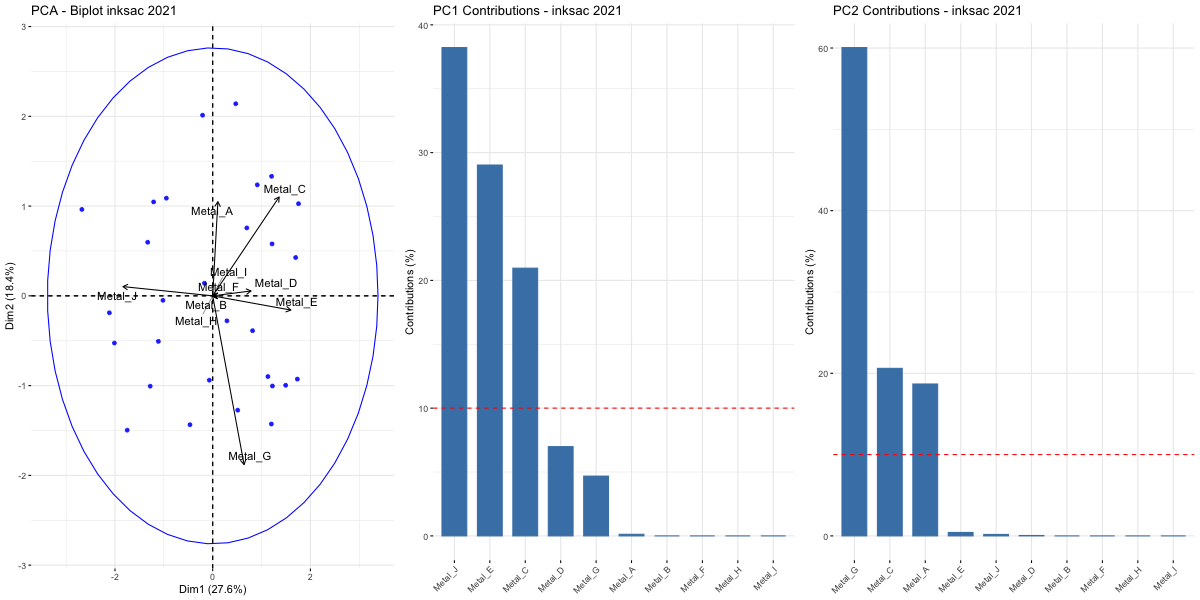 PCA - Biplot inksac 2021
3
2
1
0
-1
-2
-3
Dim2 (18.4%)
Metal_C
Metal_A
Metal_I
Metal_F
Metal_D
Metal_J
Metal_B
Metal_E
Metal_H
Metal_G
-2
0
2
Dim1 (27.6%)
PC1 Contributions - inksac 2021
40
30
20
10
0
Contributions (%)
Metal_J
Metal_E
Metal_C
Metal_D
Metal_G
Metal_A
Metal_B
Metal_F
Metal_H
Metal_I
PC2 Contributions - inksac 2021
60
40
20
0
Contributions (%)
Metal_G
Metal_C
Metal_A
Metal_E
Metal_J
Metal_D
Metal_B
Metal_F
Metal_H
Metal_I